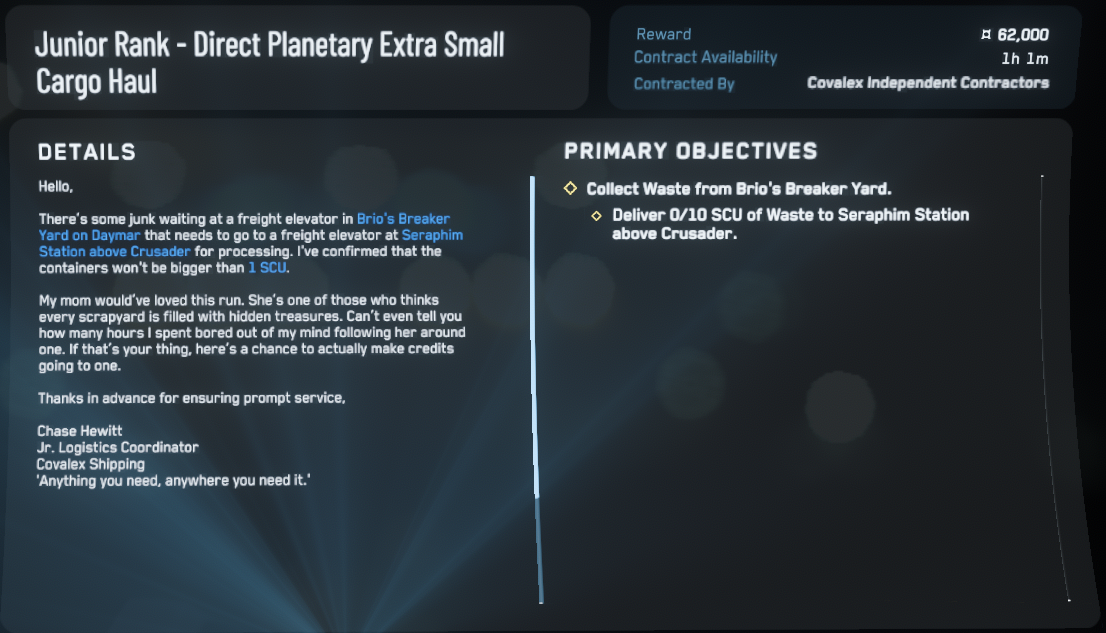 Junior Rank - Direct Planetary Extra Small
Cargo Haul
Reward ¤ 62,000
Contract Availability 1h 1m
Contracted By Covalex Independent Contractors
DETAILS
Hello,
There's some junk waiting at a freight elevator in Brio's Breaker
Yard on Daymar that needs to go to a freight elevator at Seraphim
Station above Crusader for processing. I've confirmed that the
containers won't be bigger than 1 SCU.
My mom would've loved this run. She's one of those who thinks
every scrapyard is filled with hidden treasures. Can't even tell you
how many hours I spent bored out of my mind following her around
one. If that's your thing, here's a chance to actually make credits
going to one.
Thanks in advance for ensuring prompt service,
Chase Hewitt
Jr. Logistics Coordinator
Covalex Shipping
'Anything you need, anywhere you need it.'
PRIMARY OBJECTIVES
Collect Waste from Brio's Breaker Yard.
Deliver 0/10 SCU of Waste to Seraphim Station
above Crusader.